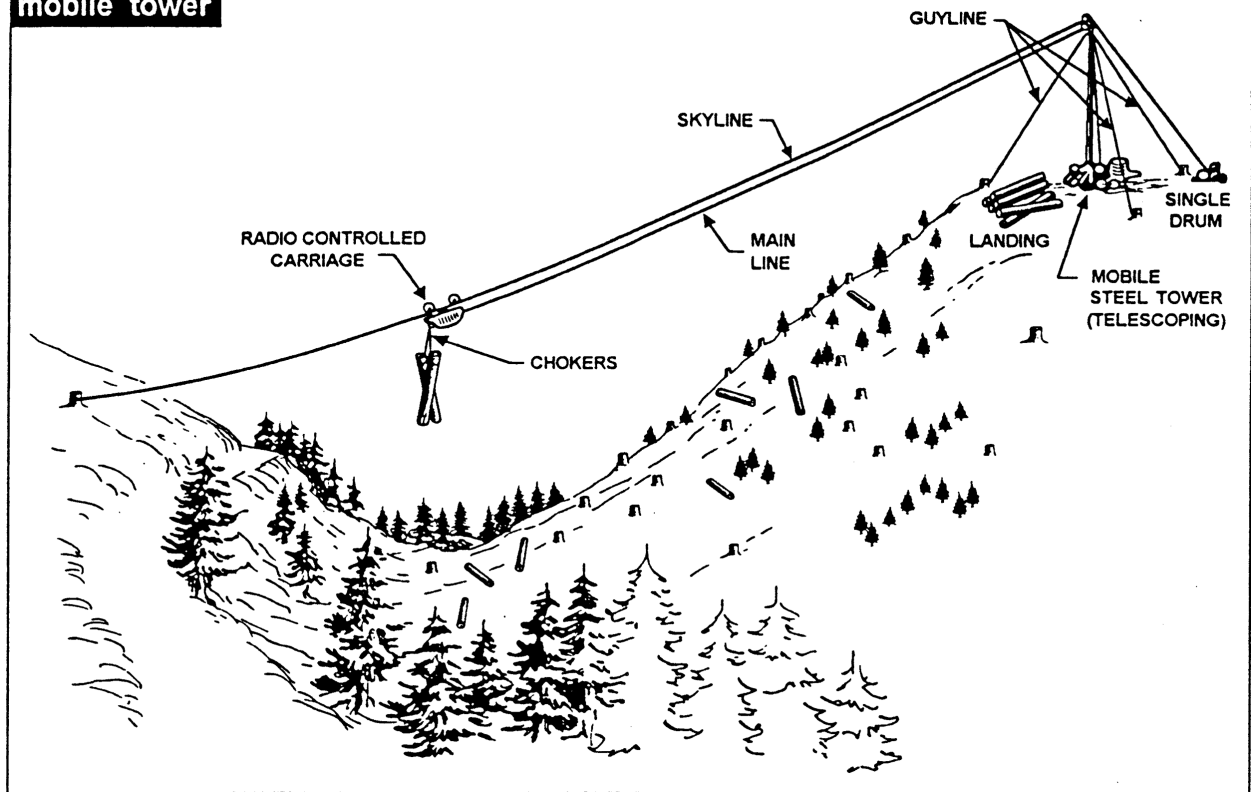 mobile tower
GUYLINE
SKYLINE
SINGLE
DRUM
RADIO CONTROLLED
CARRIAGE
MAIN
LINE
LANDING
MOBILE
STEEL TOWER
(TELESCOPING)
CHOKERS